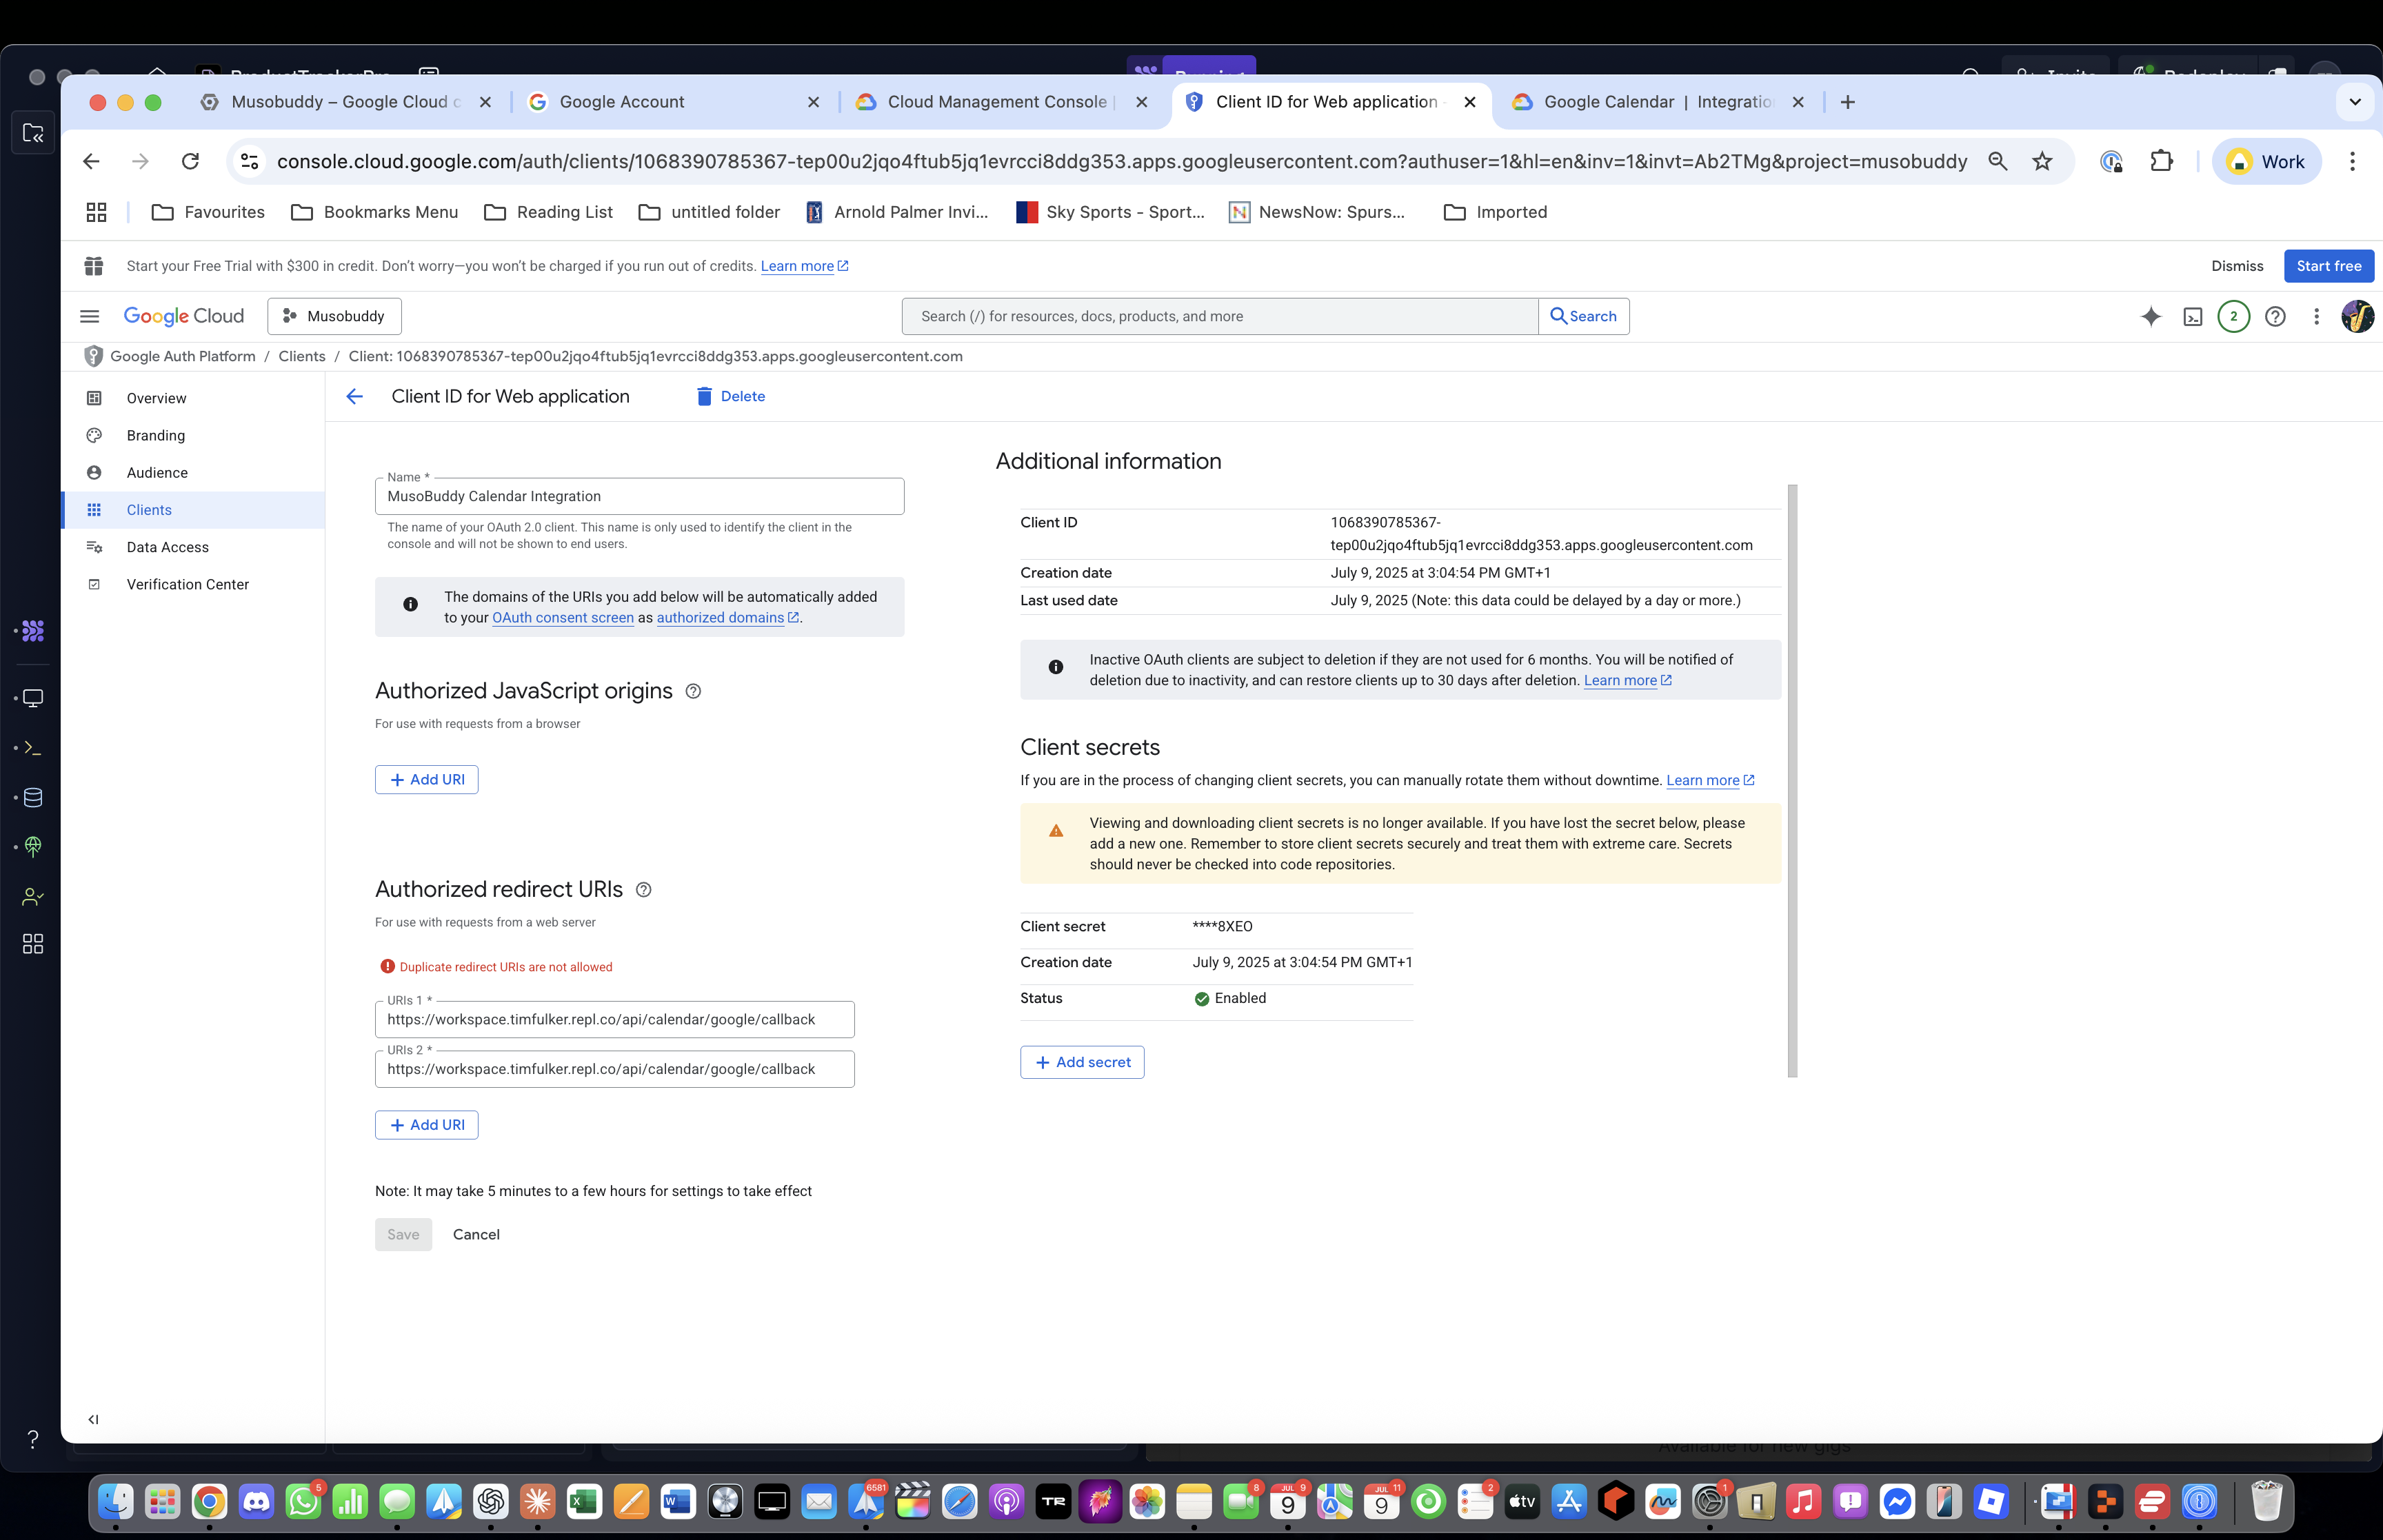 Musobuddy – Google Cloud c
Google Account
Cloud Management Console |
Client ID for Web application
Google Calendar | Integratio
console.cloud.google.com/auth/clients/1068390785367-tep00u2jqo4ftub5jq1evrcci8ddg353.apps.googleusercontent.com?authuser=1&hl=en&inv=1&invt=Ab2TMg&project=musobuddy
Work
Favourites
Bookmarks Menu
Reading List
untitled folder
Arnold Palmer Invi...
Sky Sports - Sport...
NewsNow: Spurs...
Imported
Start your Free Trial with $300 in credit. Don’t worry—you won’t be charged if you run out of credits. Learn more
Dismiss
Start free
Google Cloud
Musobuddy
Search (/) for resources, docs, products, and more
Search
2
Google Auth Platform / Clients / Client: 1068390785367-tep00u2jqo4ftub5jq1evrcci8ddg353.apps.googleusercontent.com
Overview
Branding
Audience
Clients
Data Access
Verification Center
Client ID for Web application
Delete
Name *
MusoBuddy Calendar Integration
The name of your OAuth 2.0 client. This name is only used to identify the client in the
console and will not be shown to end users.
The domains of the URIs you add below will be automatically added
to your OAuth consent screen as authorized domains.
Authorized JavaScript origins
For use with requests from a browser
+ Add URI
Authorized redirect URIs
For use with requests from a web server
Duplicate redirect URIs are not allowed
URIs 1 *
https://workspace.timfulker.repl.co/api/calendar/google/callback
URIs 2 *
https://workspace.timfulker.repl.co/api/calendar/google/callback
+ Add URI
Note: It may take 5 minutes to a few hours for settings to take effect
Save
Cancel
Additional information
Client ID
1068390785367-
tep00u2jqo4ftub5jq1evrcci8ddg353.apps.googleusercontent.com
Creation date
July 9, 2025 at 3:04:54 PM GMT+1
Last used date
July 9, 2025 (Note: this data could be delayed by a day or more.)
Inactive OAuth clients are subject to deletion if they are not used for 6 months. You will be notified of
deletion due to inactivity, and can restore clients up to 30 days after deletion. Learn more
Client secrets
If you are in the process of changing client secrets, you can manually rotate them without downtime. Learn more
Viewing and downloading client secrets is no longer available. If you have lost the secret below, please
add a new one. Remember to store client secrets securely and treat them with extreme care. Secrets
should never be checked into code repositories.
Client secret
****8XEO
Creation date
July 9, 2025 at 3:04:54 PM GMT+1
Status
Enabled
+ Add secret
Available for new gigs
5
6581
TR
8
JUL
9
9
JUL
11
9
2
tv
1